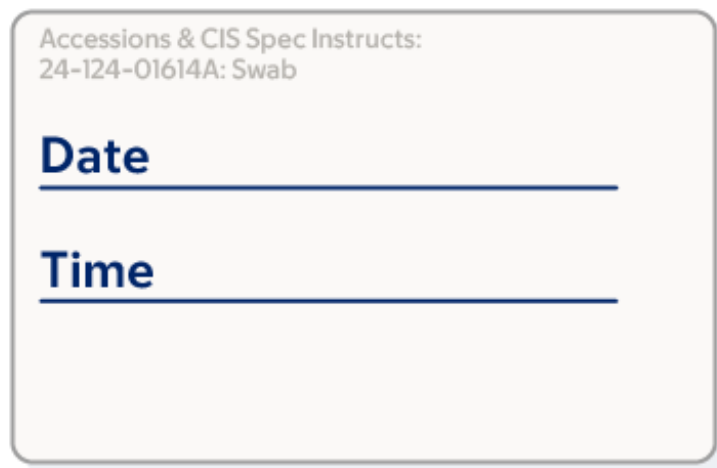 Accessions & CIS Spec Instructs:
24-124-01614A: Swab
Date
Time